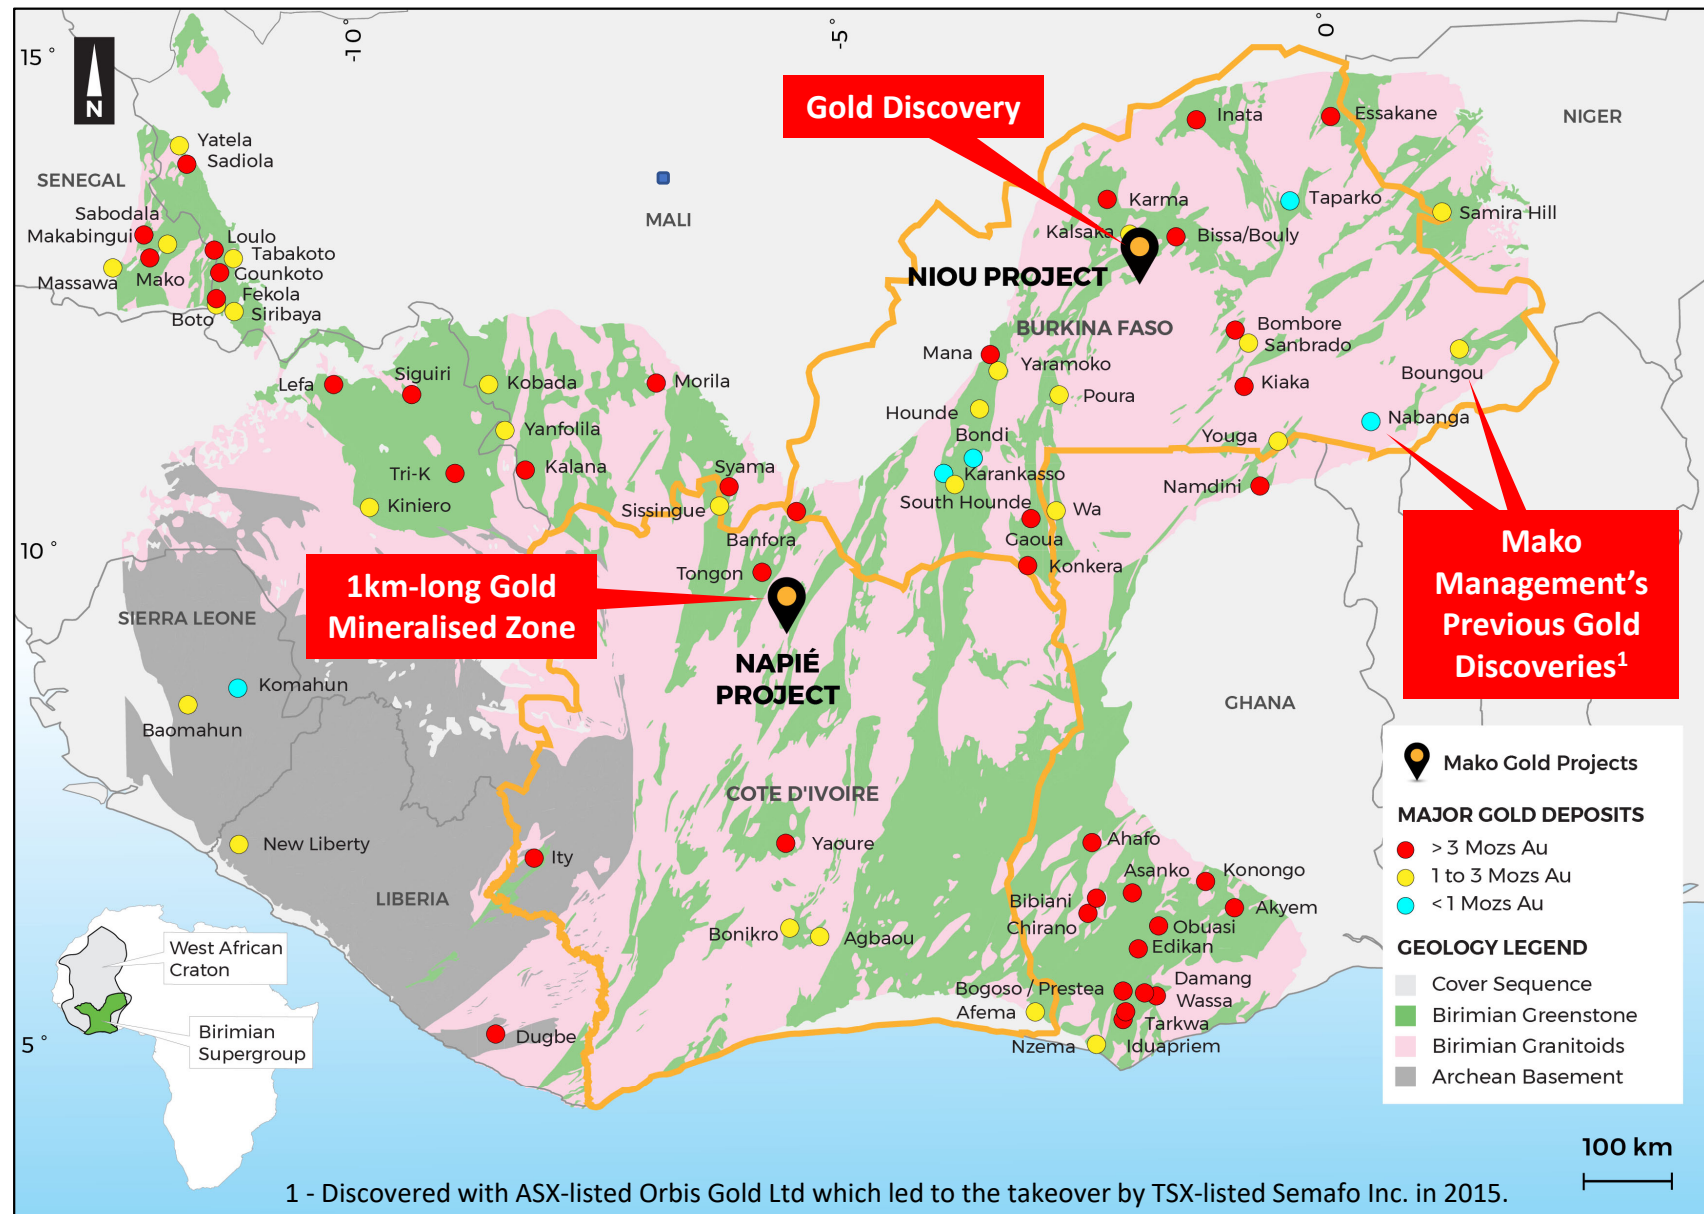 -10°
-5°
0°
15°
10°
5°
N
Gold Discovery
NIGER
Inata
Essakane
Yatela
Sadiola
SENEGAL
MALI
Karma
Taparko
Samira Hill
Sabodala
Makabingui
Loulo
Tabakoto
Kalsaka
Bissa/Bouly
Massawa
Mako
Gounkoto
NIOU PROJECT
Fekola
Boto
Siribaya
BURKINA FASO
Bombore
Sanbrado
Mana
Yaramoko
Boungou
Lefa
Siguiri
Kobada
Morila
Kiaka
Poura
Hounde
Nabanga
Yanfolila
Bondi
Youga
Tri-K
Kalana
Syama
Karankasso
Namdini
Kiniero
Sissingue
South Hounde
Wa
Banfora
Gaoua
Tongon
Konkera
1km-long Gold
Mineralised Zone
Mako
Management’s
Previous Gold
Discoveries1
SIERRA LEONE
NAPIÉ
PROJECT
Komahun
Baomahun
GHANA
COTE D'IVOIRE
New Liberty
Ity
Yaoure
Ahafo
LIBERIA
Asanko
Konongo
Bibiani
Akyem
Chirano
Obuasi
Bonikro
Agbaou
Edikan
Damang
Bogoso / Prestea
Wassa
Afema
Tarkwa
Dugbe
Nzema
Iduapriem
West African
Craton
Birimian
Supergroup
Mako Gold Projects
MAJOR GOLD DEPOSITS
> 3 Mozs Au
1 to 3 Mozs Au
< 1 Mozs Au
GEOLOGY LEGEND
Cover Sequence
Birimian Greenstone
Birimian Granitoids
Archean Basement
100 km
1 - Discovered with ASX-listed Orbis Gold Ltd which led to the takeover by TSX-listed Semafo Inc. in 2015.